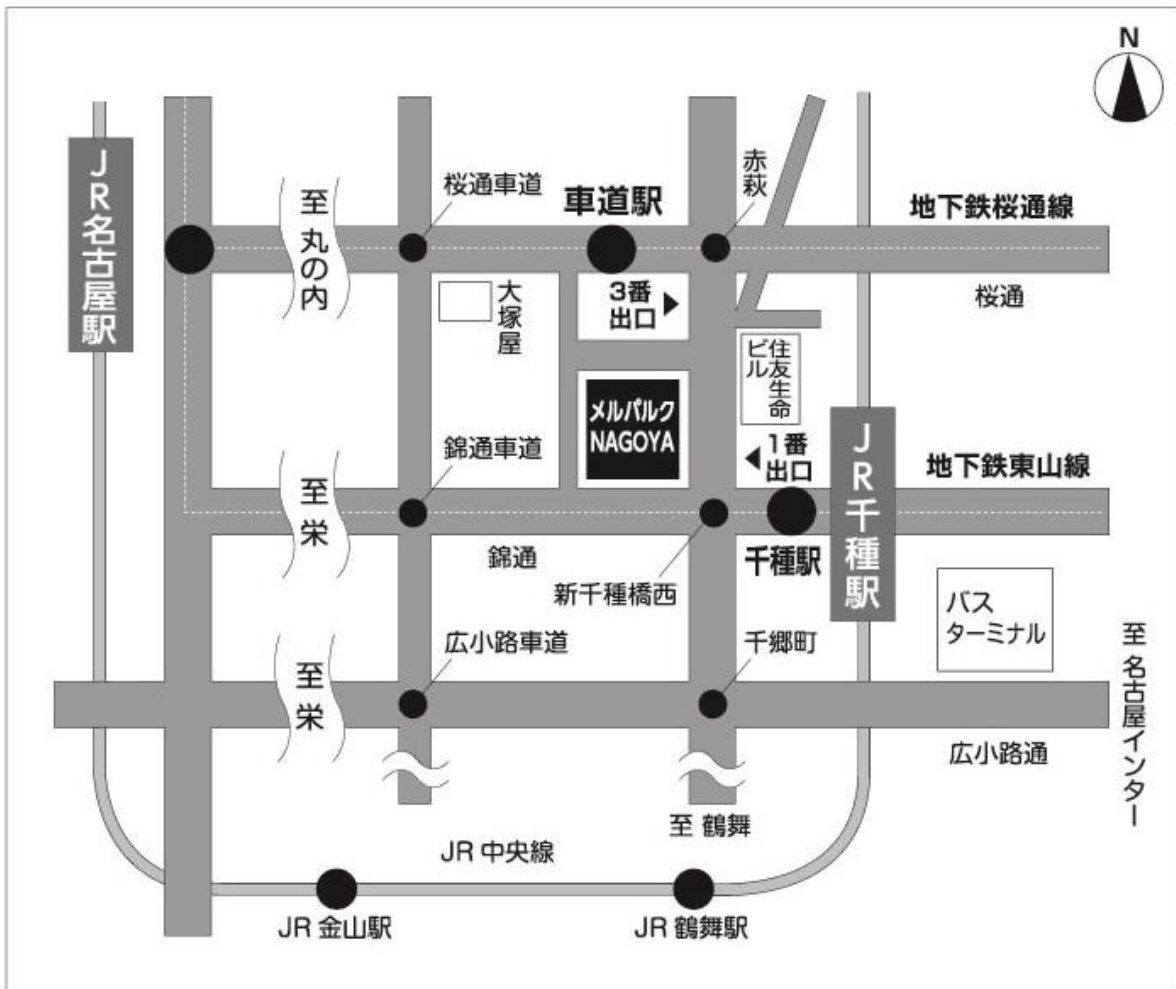 N
JR名古屋駅
至 丸の内
桜通車道
車道駅
赤萩
地下鉄桜通線
桜通
大塚屋
3番
出口
住友生命
ビル
メルパルク
NAGOYA
1番
出口
JR千種駅
地下鉄東山線
錦通車道
至 栄
錦通
千種駅
新千種橋西
バス
ターミナル
広小路車道
千郷町
至 栄
至 名古屋インター
広小路通
至 鶴舞
JR 中央線
JR 金山駅
JR 鶴舞駅